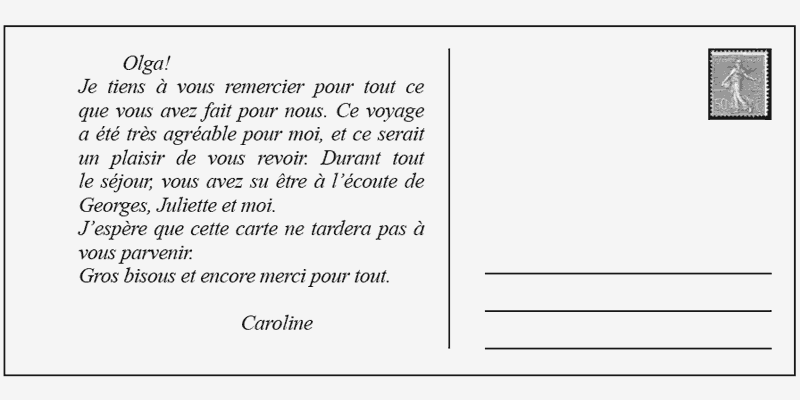 Olga!
Je tiens à vous remercier pour tout ce
que vous avez fait pour nous. Ce voyage
a été très agréable pour moi, et ce serait
un plaisir de vous revoir. Durant tout
le séjour, vous avez su être à l’écoute de
Georges, Juliette et moi.
J’espère que cette carte ne tardera pas à
vous parvenir.
Gros bisous et encore merci pour tout.
Caroline